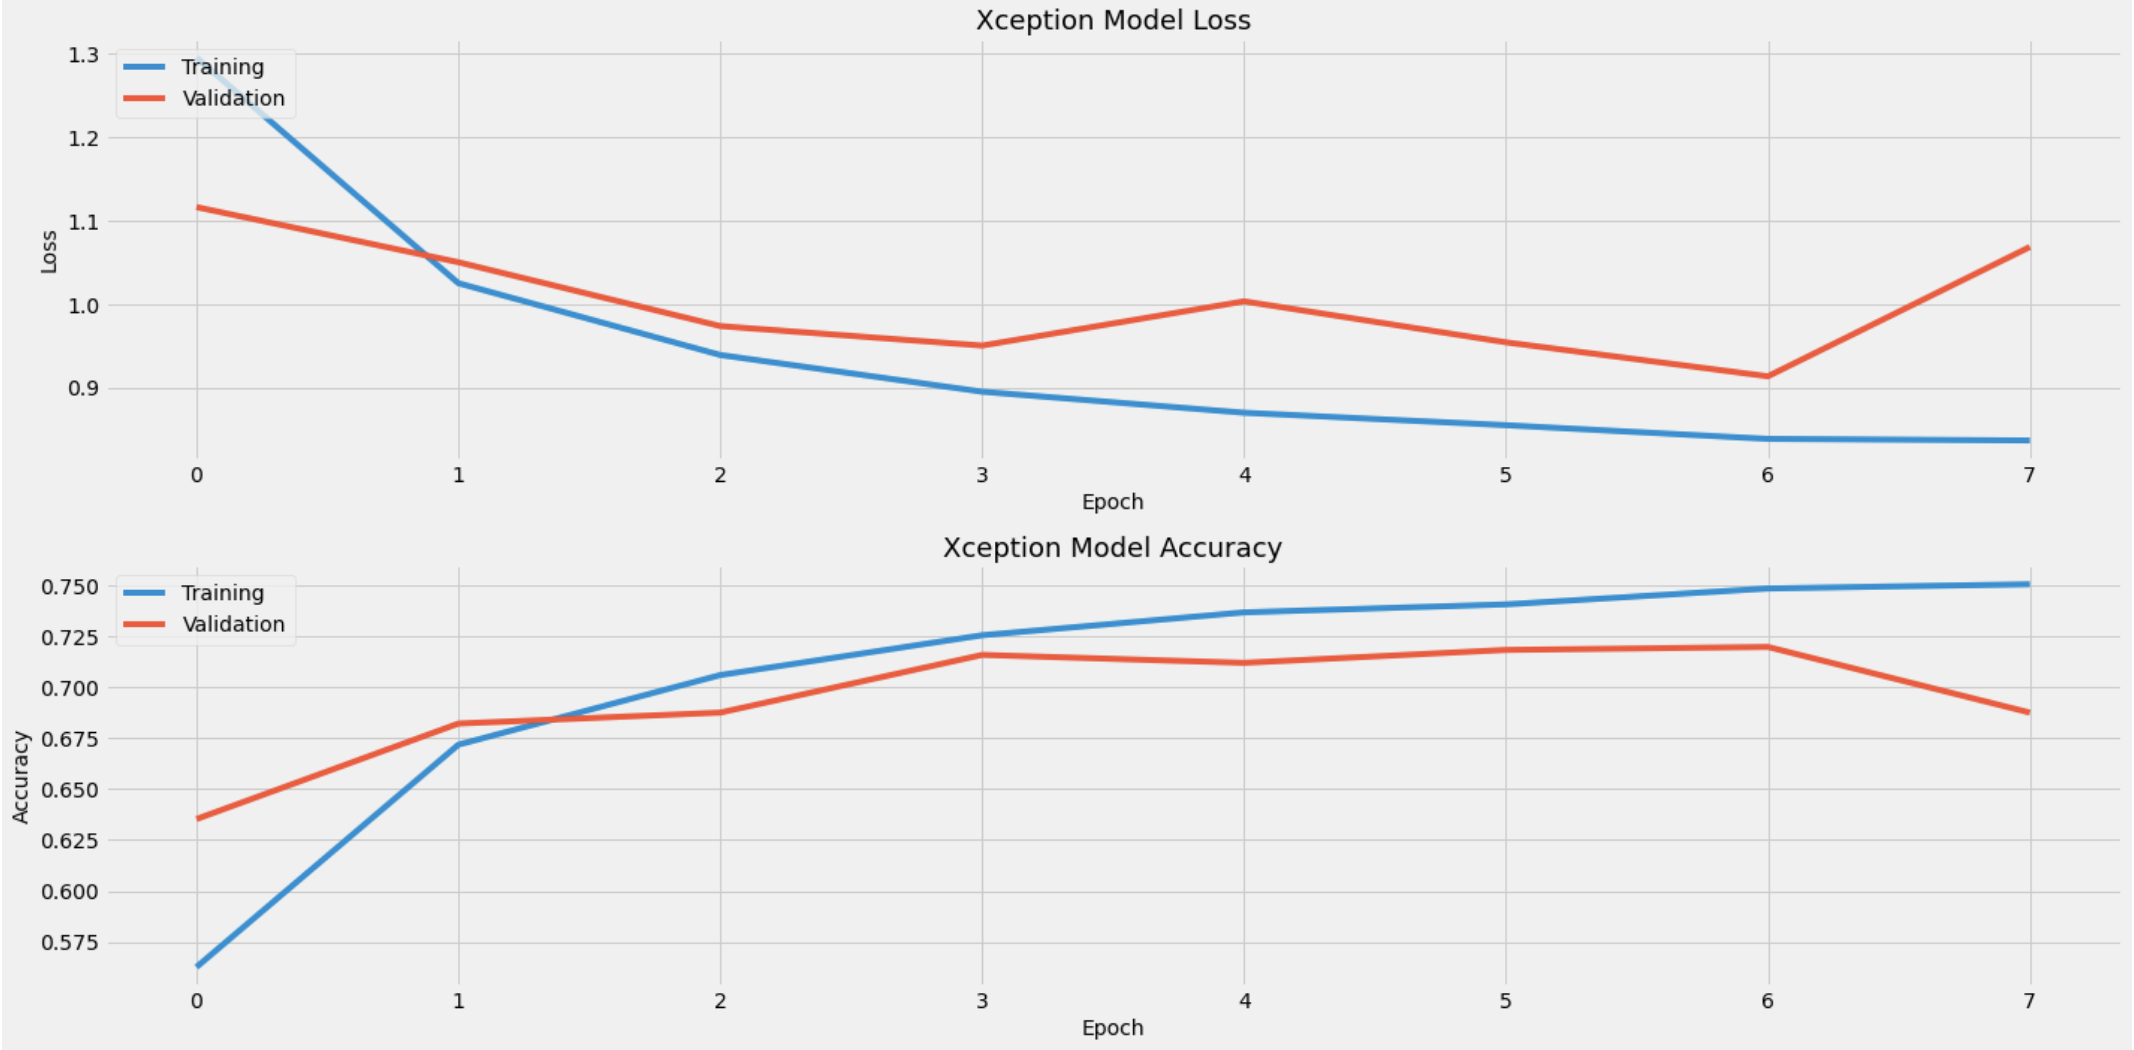 Xception Model Loss
Training
Validation
1.3
1.2
1.1
1.0
0.9
Loss
0 1 2 3 4 5 6 7
Epoch
Xception Model Accuracy
Training
Validation
0.750
0.725
0.700
0.675
0.650
0.625
0.600
0.575
Accuracy
0 1 2 3 4 5 6 7
Epoch